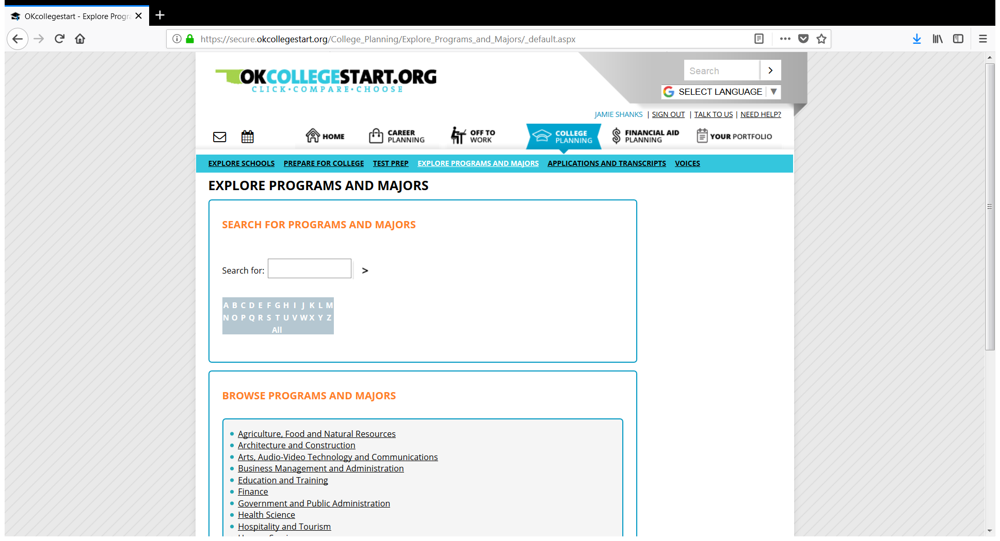 OKcollegestart - Explore Progra
https://secure.okcollegestart.org/College_Planning/Explore_Programs_and_Majors/_default.aspx
OKCOLLEGESTART.ORG
CLICK•COMPARE•CHOOSE
Search
SELECT LANGUAGE ▼
JAMIE SHANKS | SIGN OUT | TALK TO US | NEED HELP?
HOME
CAREER PLANNING
OFF TO WORK
COLLEGE PLANNING
FINANCIAL AID PLANNING
YOUR PORTFOLIO
EXPLORE SCHOOLS PREPARE FOR COLLEGE TEST PREP EXPLORE PROGRAMS AND MAJORS APPLICATIONS AND TRANSCRIPTS VOICES
EXPLORE PROGRAMS AND MAJORS
SEARCH FOR PROGRAMS AND MAJORS
Search for: >
A B C D E F G H I J K L M
N O P Q R S T U V W X Y Z
All
BROWSE PROGRAMS AND MAJORS
Agriculture, Food and Natural Resources
Architecture and Construction
Arts, Audio-Video Technology and Communications
Business Management and Administration
Education and Training
Finance
Government and Public Administration
Health Science
Hospitality and Tourism